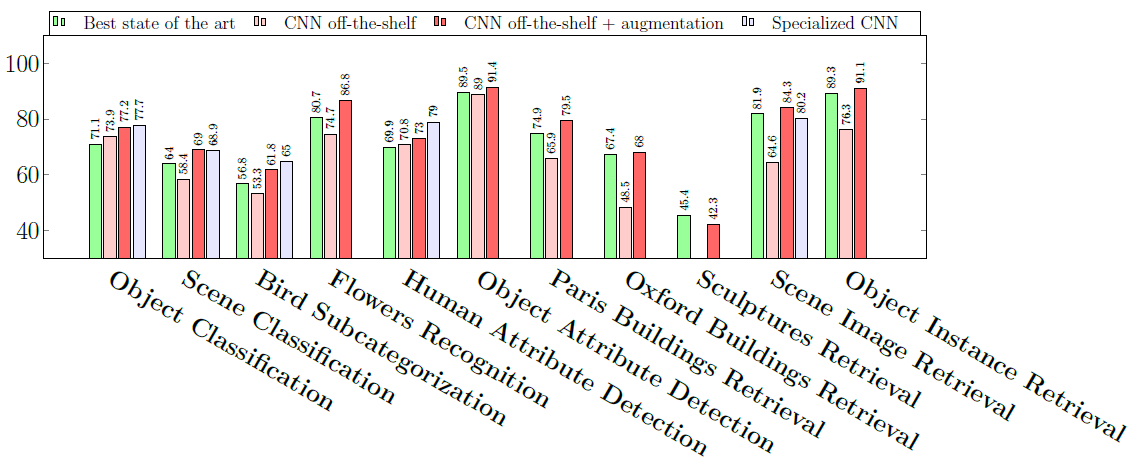 Best state of the art CNN off-the-shelf CNN off-the-shelf + augmentation Specialized CNN
100
80
60
40
71.1 73.9 77.2 77.7
64 58.4 69 68.9
56.8 53.3 61.8 65
80.7 74.7 86.8
69.9 70.8 73 79
89.5 89 91.4
74.9 65.9 79.5
67.4 48.5 68
45.4 42.3
81.9 64.6 84.3 80.2
89.3 76.3 91.1
Object Classification
Scene Classification
Bird Subcategorization
Flowers Recognition
Human Attribute Detection
Object Attribute Detection
Paris Buildings Retrieval
Oxford Buildings Retrieval
Sculptures Retrieval
Scene Image Retrieval
Object Instance Retrieval